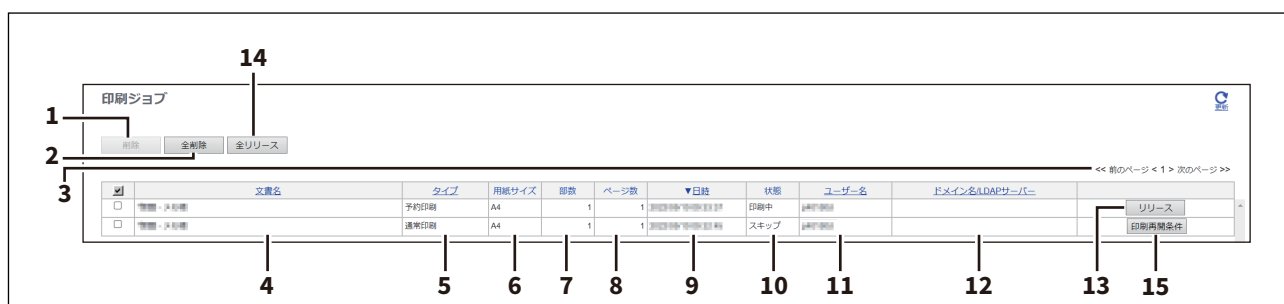 14
印刷ジョブ
更新
1
削除 全削除 全リリース
2
3
<< 前のページ < 1 > 次のページ >>
文書名 タイプ 用紙サイズ 部数 ページ数 ▼日時 状態 ユーザー名 ドメイン名/LDAPサーバー
予約印刷 A4 1 1 印刷中 リリース
通常印刷 A4 1 1 スキップ 印刷再開条件
4 5 6 7 8 9 10 11 12 13 15